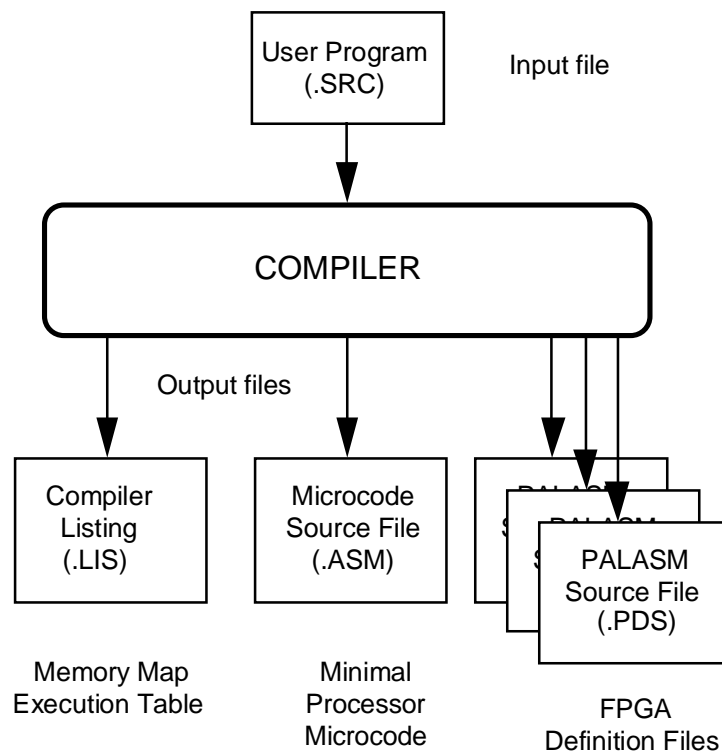 User Program
(.SRC)
Input file
COMPILER
Output files
Compiler
Listing
(.LIS)
Microcode
Source File
(.ASM)
PALASM
Source File
(.PDS)
Memory Map
Execution Table
Minimal
Processor
Microcode
FPGA
Definition Files